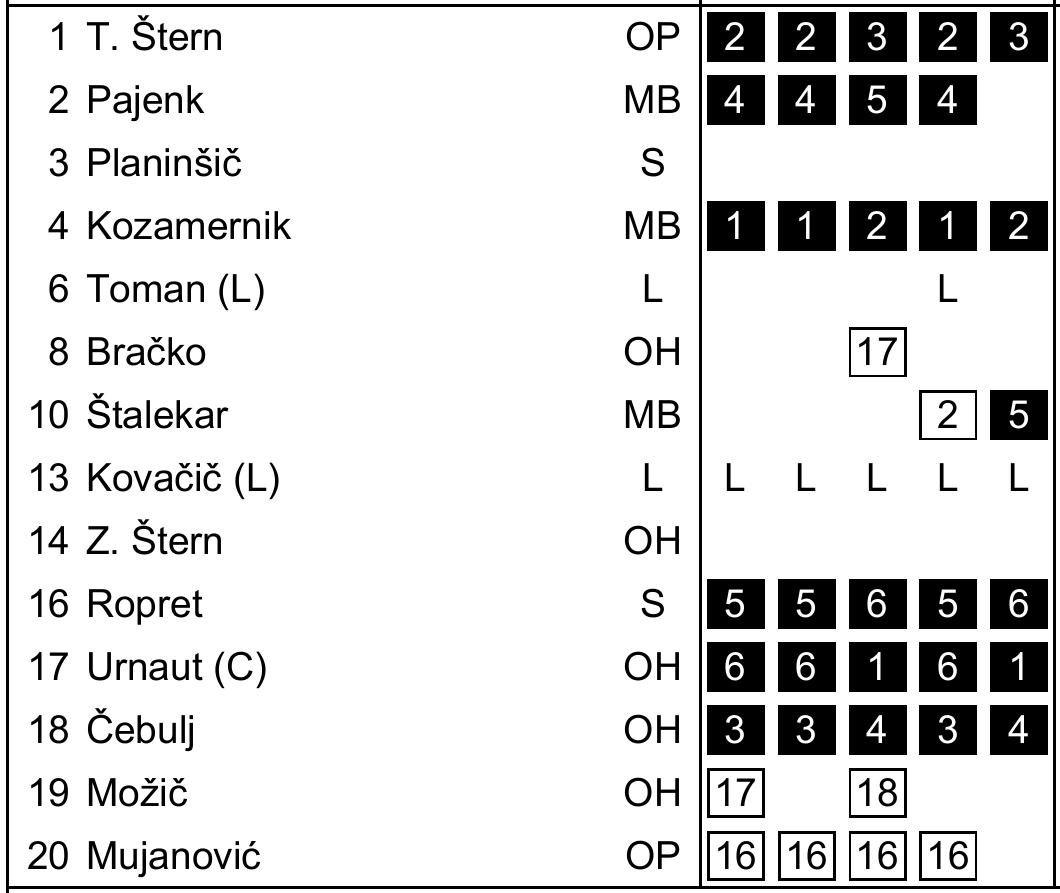 1 T. Štern OP 2 2 3 2 3
2 Pajenk MB 4 4 5 4
3 Planinšič S
4 Kozamernik MB 1 1 2 1 2
6 Toman (L) L L
8 Bračko OH 17
10 Štalekar MB 2 5
13 Kovačič (L) L L L L L L
14 Z. Štern OH
16 Ropret S 5 5 6 5 6
17 Urnaut (C) OH 6 6 1 6 1
18 Čebulj OH 3 3 4 3 4
19 Možič OH 17 18
20 Mujanović OP 16 16 16 16